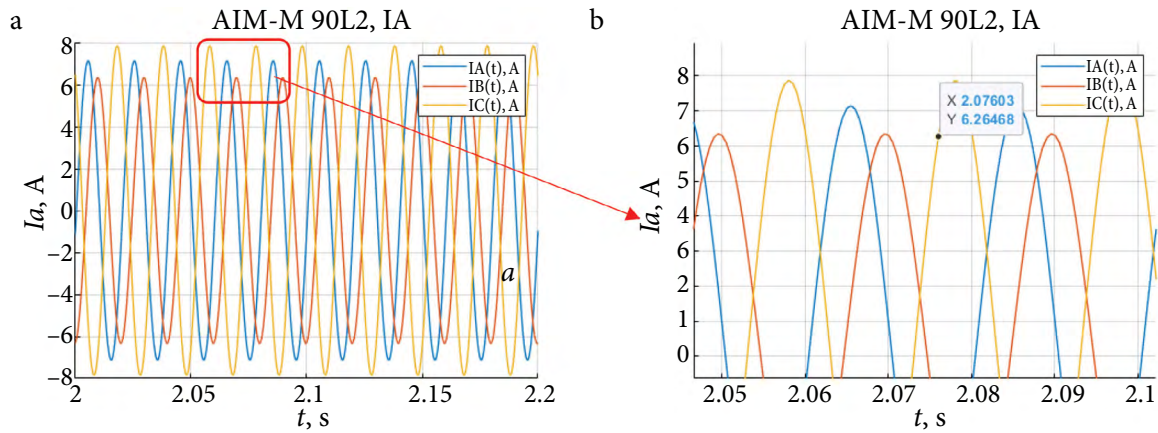 a
AIM-M 90L2, IA
Ia, A
8
6
4
2
0
−2
−4
−6
−8
IA(t), A
IB(t), A
IC(t), A
a
2
2.05
2.1
2.15
2.2
t, s
b
AIM-M 90L2, IA
Ia, A
8
7
6
5
4
6
2
1
0
X 2.07603
Y 6.26468
IA(t), A
IB(t), A
IC(t), A
2.05
2.06
2.07
2.08
2.09
2.1
t, s